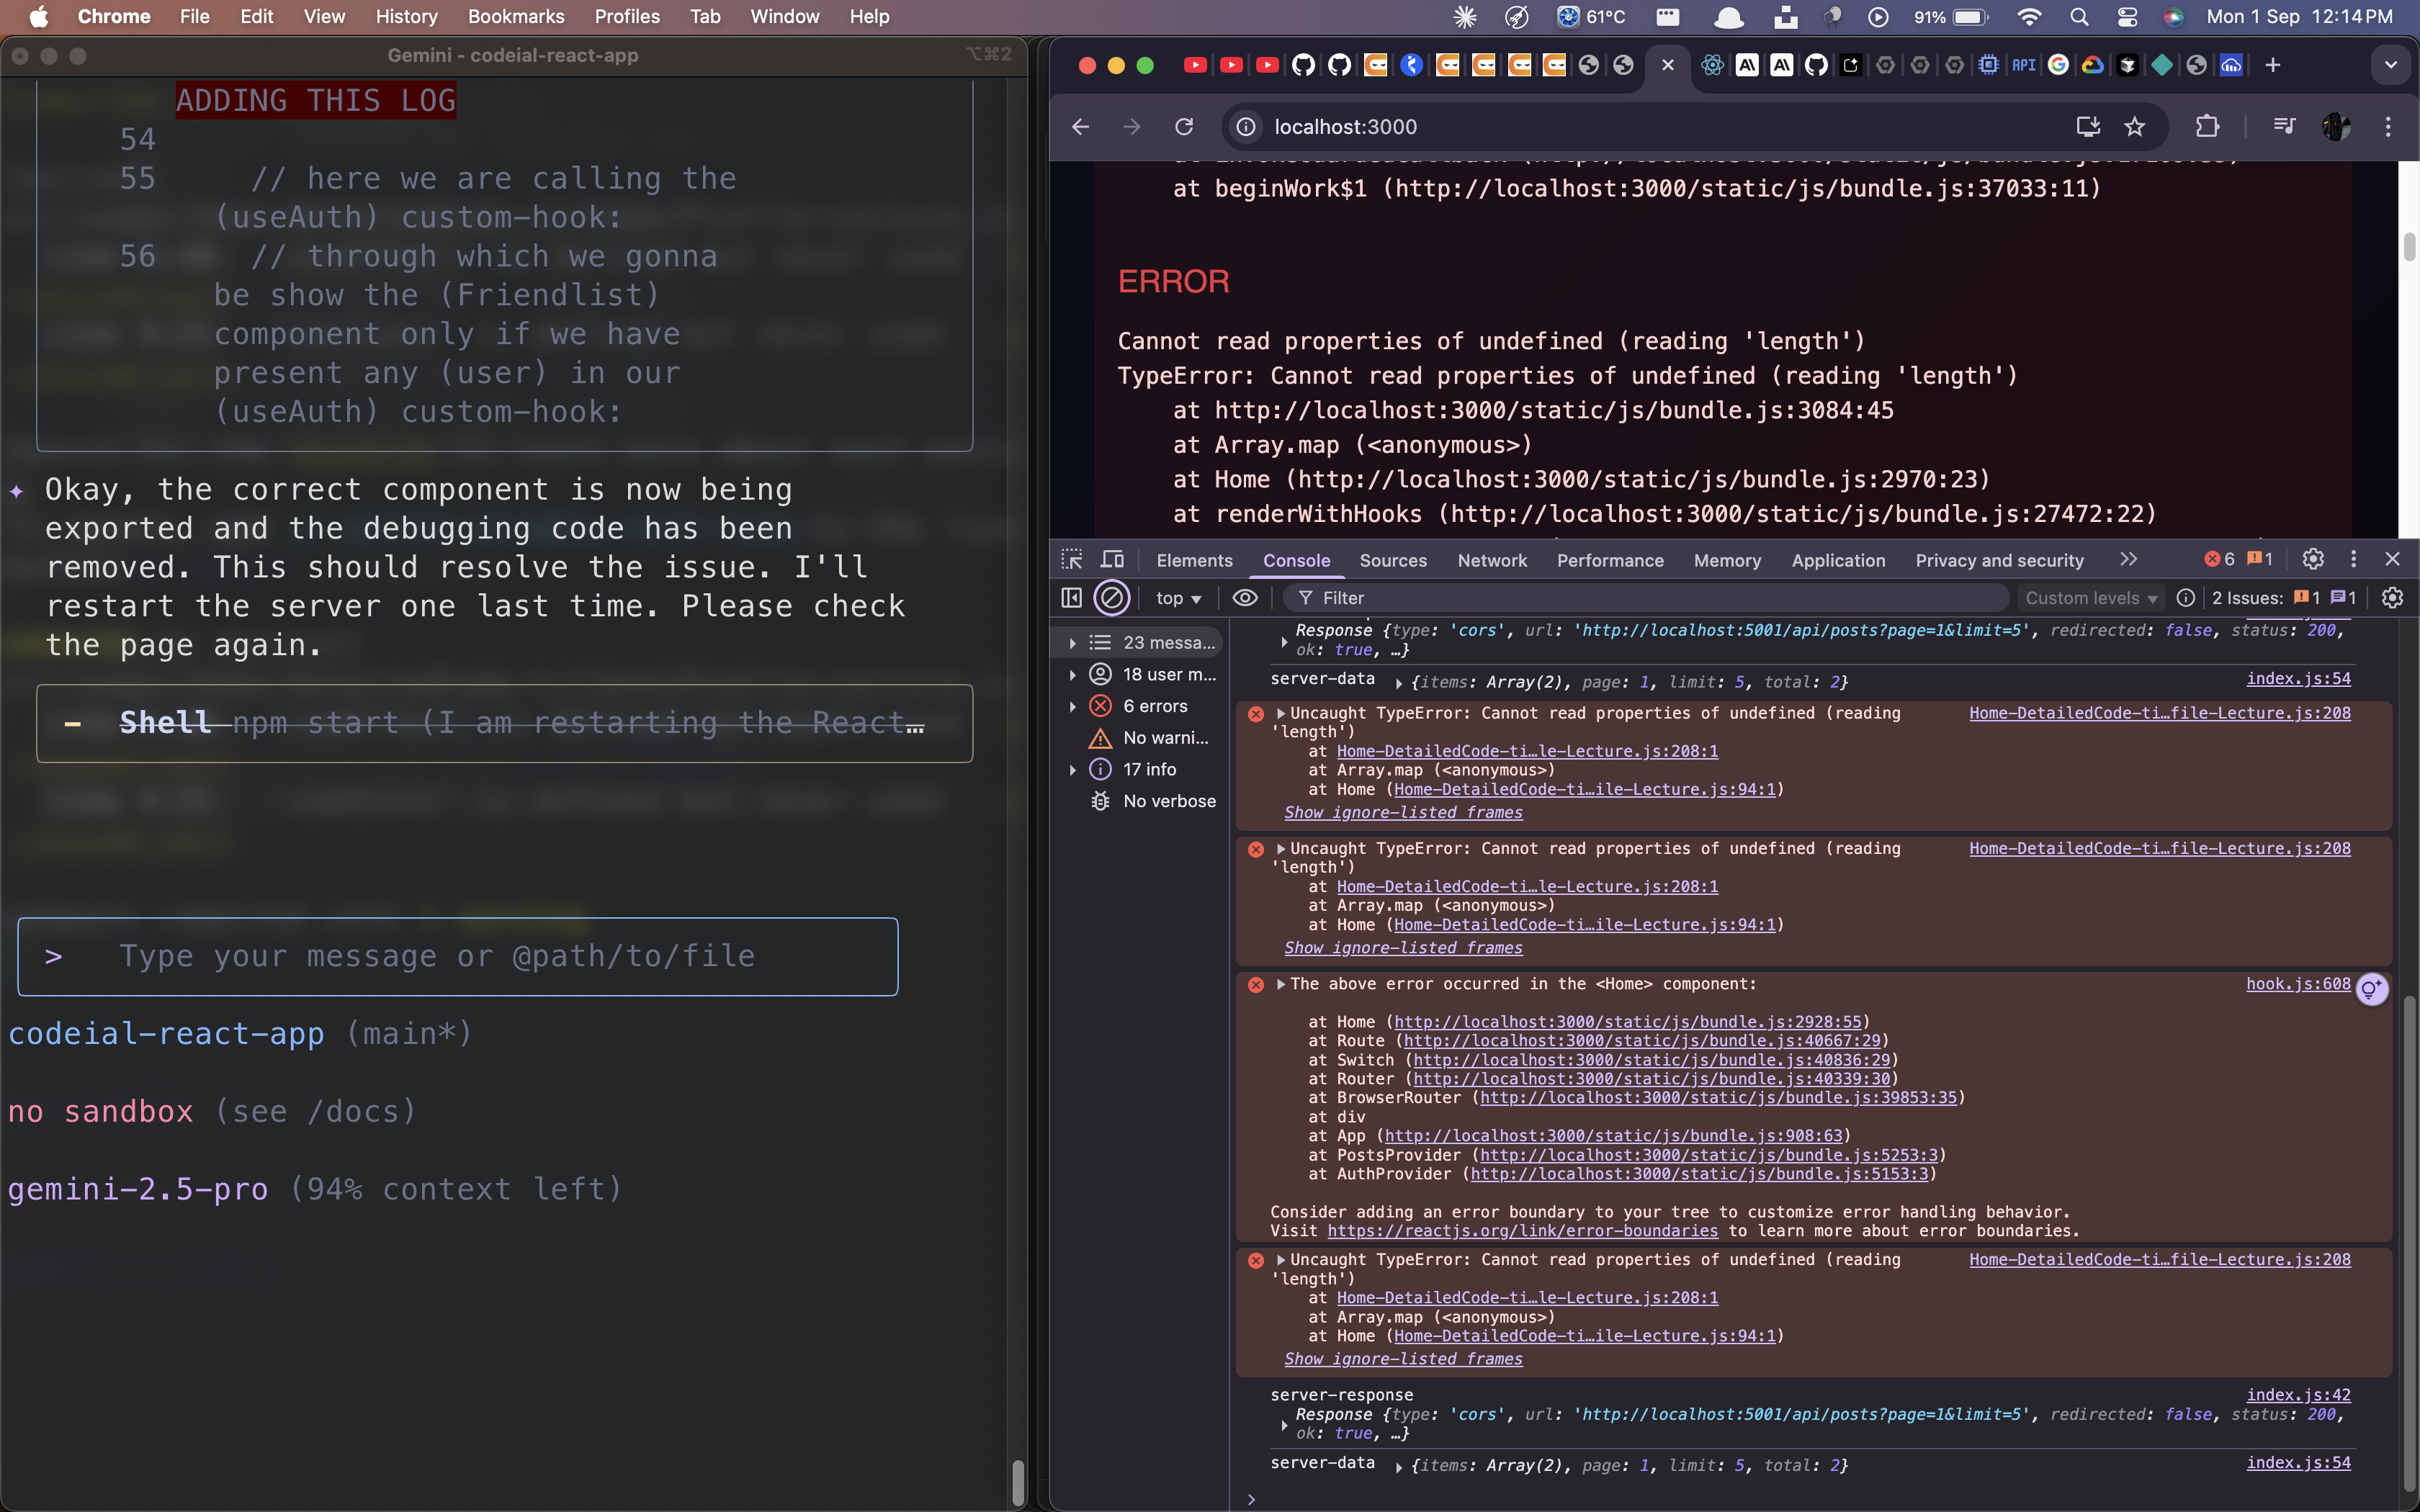 Chrome File Edit View History Bookmarks Profiles Tab Window Help
61°C 91% Mon 1 Sep 12:14 PM
Gemini - codeial-react-app
⌥⌘2
ADDING THIS LOG
54
55 // here we are calling the
(useAuth) custom-hook:
56 // through which we gonna
be show the (Friendlist)
component only if we have
present any (user) in our
(useAuth) custom-hook:
✦ Okay, the correct component is now being
exported and the debugging code has been
removed. This should resolve the issue. I'll
restart the server one last time. Please check
the page again.
– Shell npm start (I am restarting the React…
> Type your message or @path/to/file
codeial-react-app (main*)
no sandbox (see /docs)
gemini-2.5-pro (94% context left)
API
localhost:3000
at beginWork$1 (http://localhost:3000/static/js/bundle.js:37033:11)
ERROR
Cannot read properties of undefined (reading 'length')
TypeError: Cannot read properties of undefined (reading 'length')
at http://localhost:3000/static/js/bundle.js:3084:45
at Array.map (<anonymous>)
at Home (http://localhost:3000/static/js/bundle.js:2970:23)
at renderWithHooks (http://localhost:3000/static/js/bundle.js:27472:22)
Elements Console Sources Network Performance Memory Application Privacy and security 6 1
top Filter Custom levels 2 Issues: 1 1
23 messa...
18 user m...
6 errors
No warni...
17 info
No verbose
Response {type: 'cors', url: 'http://localhost:5001/api/posts?page=1&limit=5', redirected: false, status: 200,
ok: true, …}
server-data {items: Array(2), page: 1, limit: 5, total: 2} index.js:54
Uncaught TypeError: Cannot read properties of undefined (reading Home-DetailedCode-ti…file-Lecture.js:208
'length')
at Home-DetailedCode-ti…le-Lecture.js:208:1
at Array.map (<anonymous>)
at Home (Home-DetailedCode-ti…ile-Lecture.js:94:1)
Show ignore-listed frames
Uncaught TypeError: Cannot read properties of undefined (reading Home-DetailedCode-ti…file-Lecture.js:208
'length')
at Home-DetailedCode-ti…le-Lecture.js:208:1
at Array.map (<anonymous>)
at Home (Home-DetailedCode-ti…ile-Lecture.js:94:1)
Show ignore-listed frames
The above error occurred in the <Home> component: hook.js:608
at Home (http://localhost:3000/static/js/bundle.js:2928:55)
at Route (http://localhost:3000/static/js/bundle.js:40667:29)
at Switch (http://localhost:3000/static/js/bundle.js:40836:29)
at Router (http://localhost:3000/static/js/bundle.js:40339:30)
at BrowserRouter (http://localhost:3000/static/js/bundle.js:39853:35)
at div
at App (http://localhost:3000/static/js/bundle.js:908:63)
at PostsProvider (http://localhost:3000/static/js/bundle.js:5253:3)
at AuthProvider (http://localhost:3000/static/js/bundle.js:5153:3)
Consider adding an error boundary to your tree to customize error handling behavior.
Visit https://reactjs.org/link/error-boundaries to learn more about error boundaries.
Uncaught TypeError: Cannot read properties of undefined (reading Home-DetailedCode-ti…file-Lecture.js:208
'length')
at Home-DetailedCode-ti…le-Lecture.js:208:1
at Array.map (<anonymous>)
at Home (Home-DetailedCode-ti…ile-Lecture.js:94:1)
Show ignore-listed frames
server-response index.js:42
Response {type: 'cors', url: 'http://localhost:5001/api/posts?page=1&limit=5', redirected: false, status: 200,
ok: true, …}
server-data {items: Array(2), page: 1, limit: 5, total: 2} index.js:54